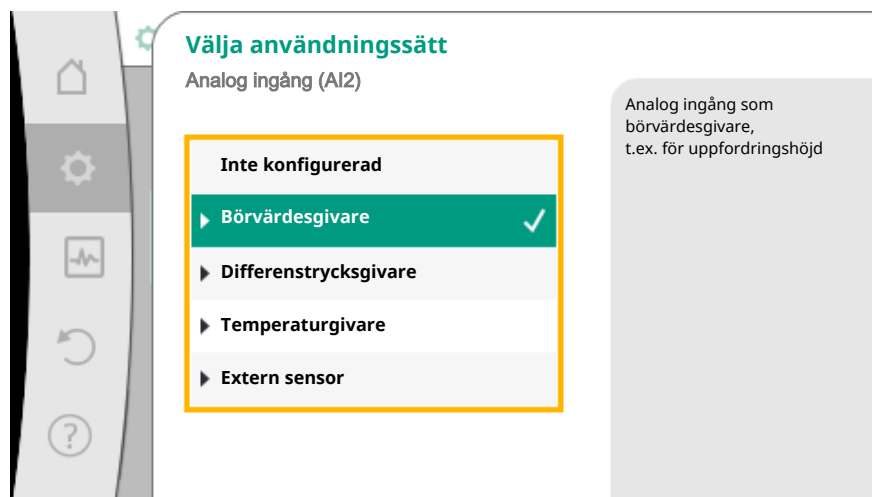 Välja användningssätt
Analog ingång (AI2)
Inte konfigurerad
Börvärdesgivare
Differenstrycksgivare
Temperaturgivare
Extern sensor
Analog ingång som
börvärdesgivare,
t.ex. för uppfordringshöjd
?